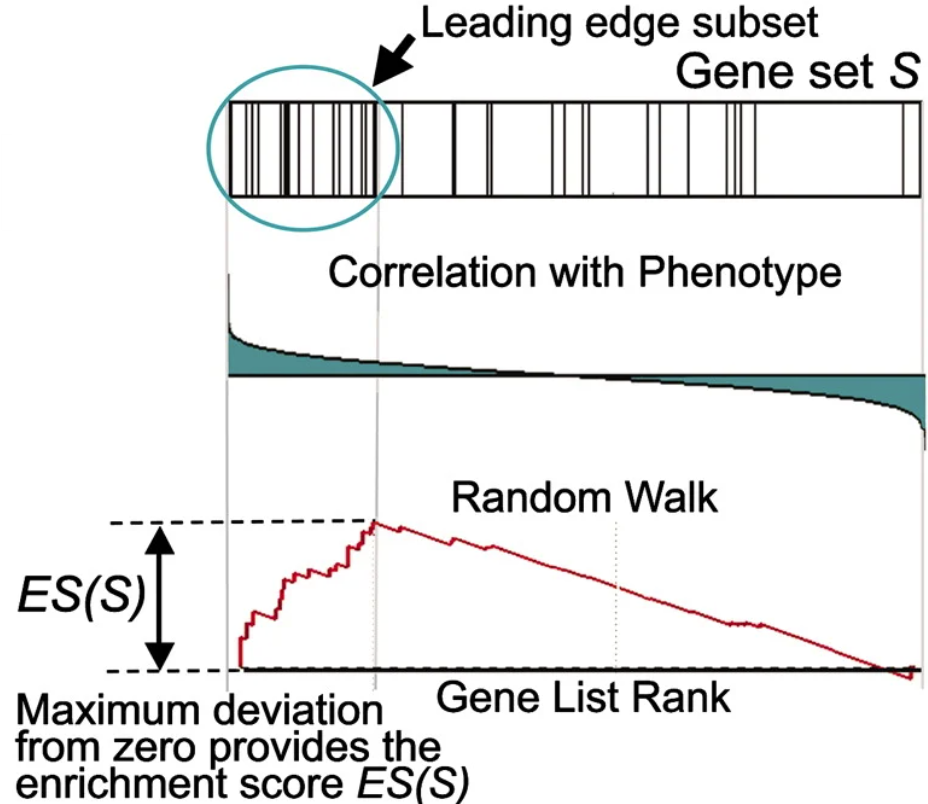 Leading edge subset
Gene set S
Correlation with Phenotype
Random Walk
ES(S)
Gene List Rank
Maximum deviation
from zero provides the
enrichment score ES(S)